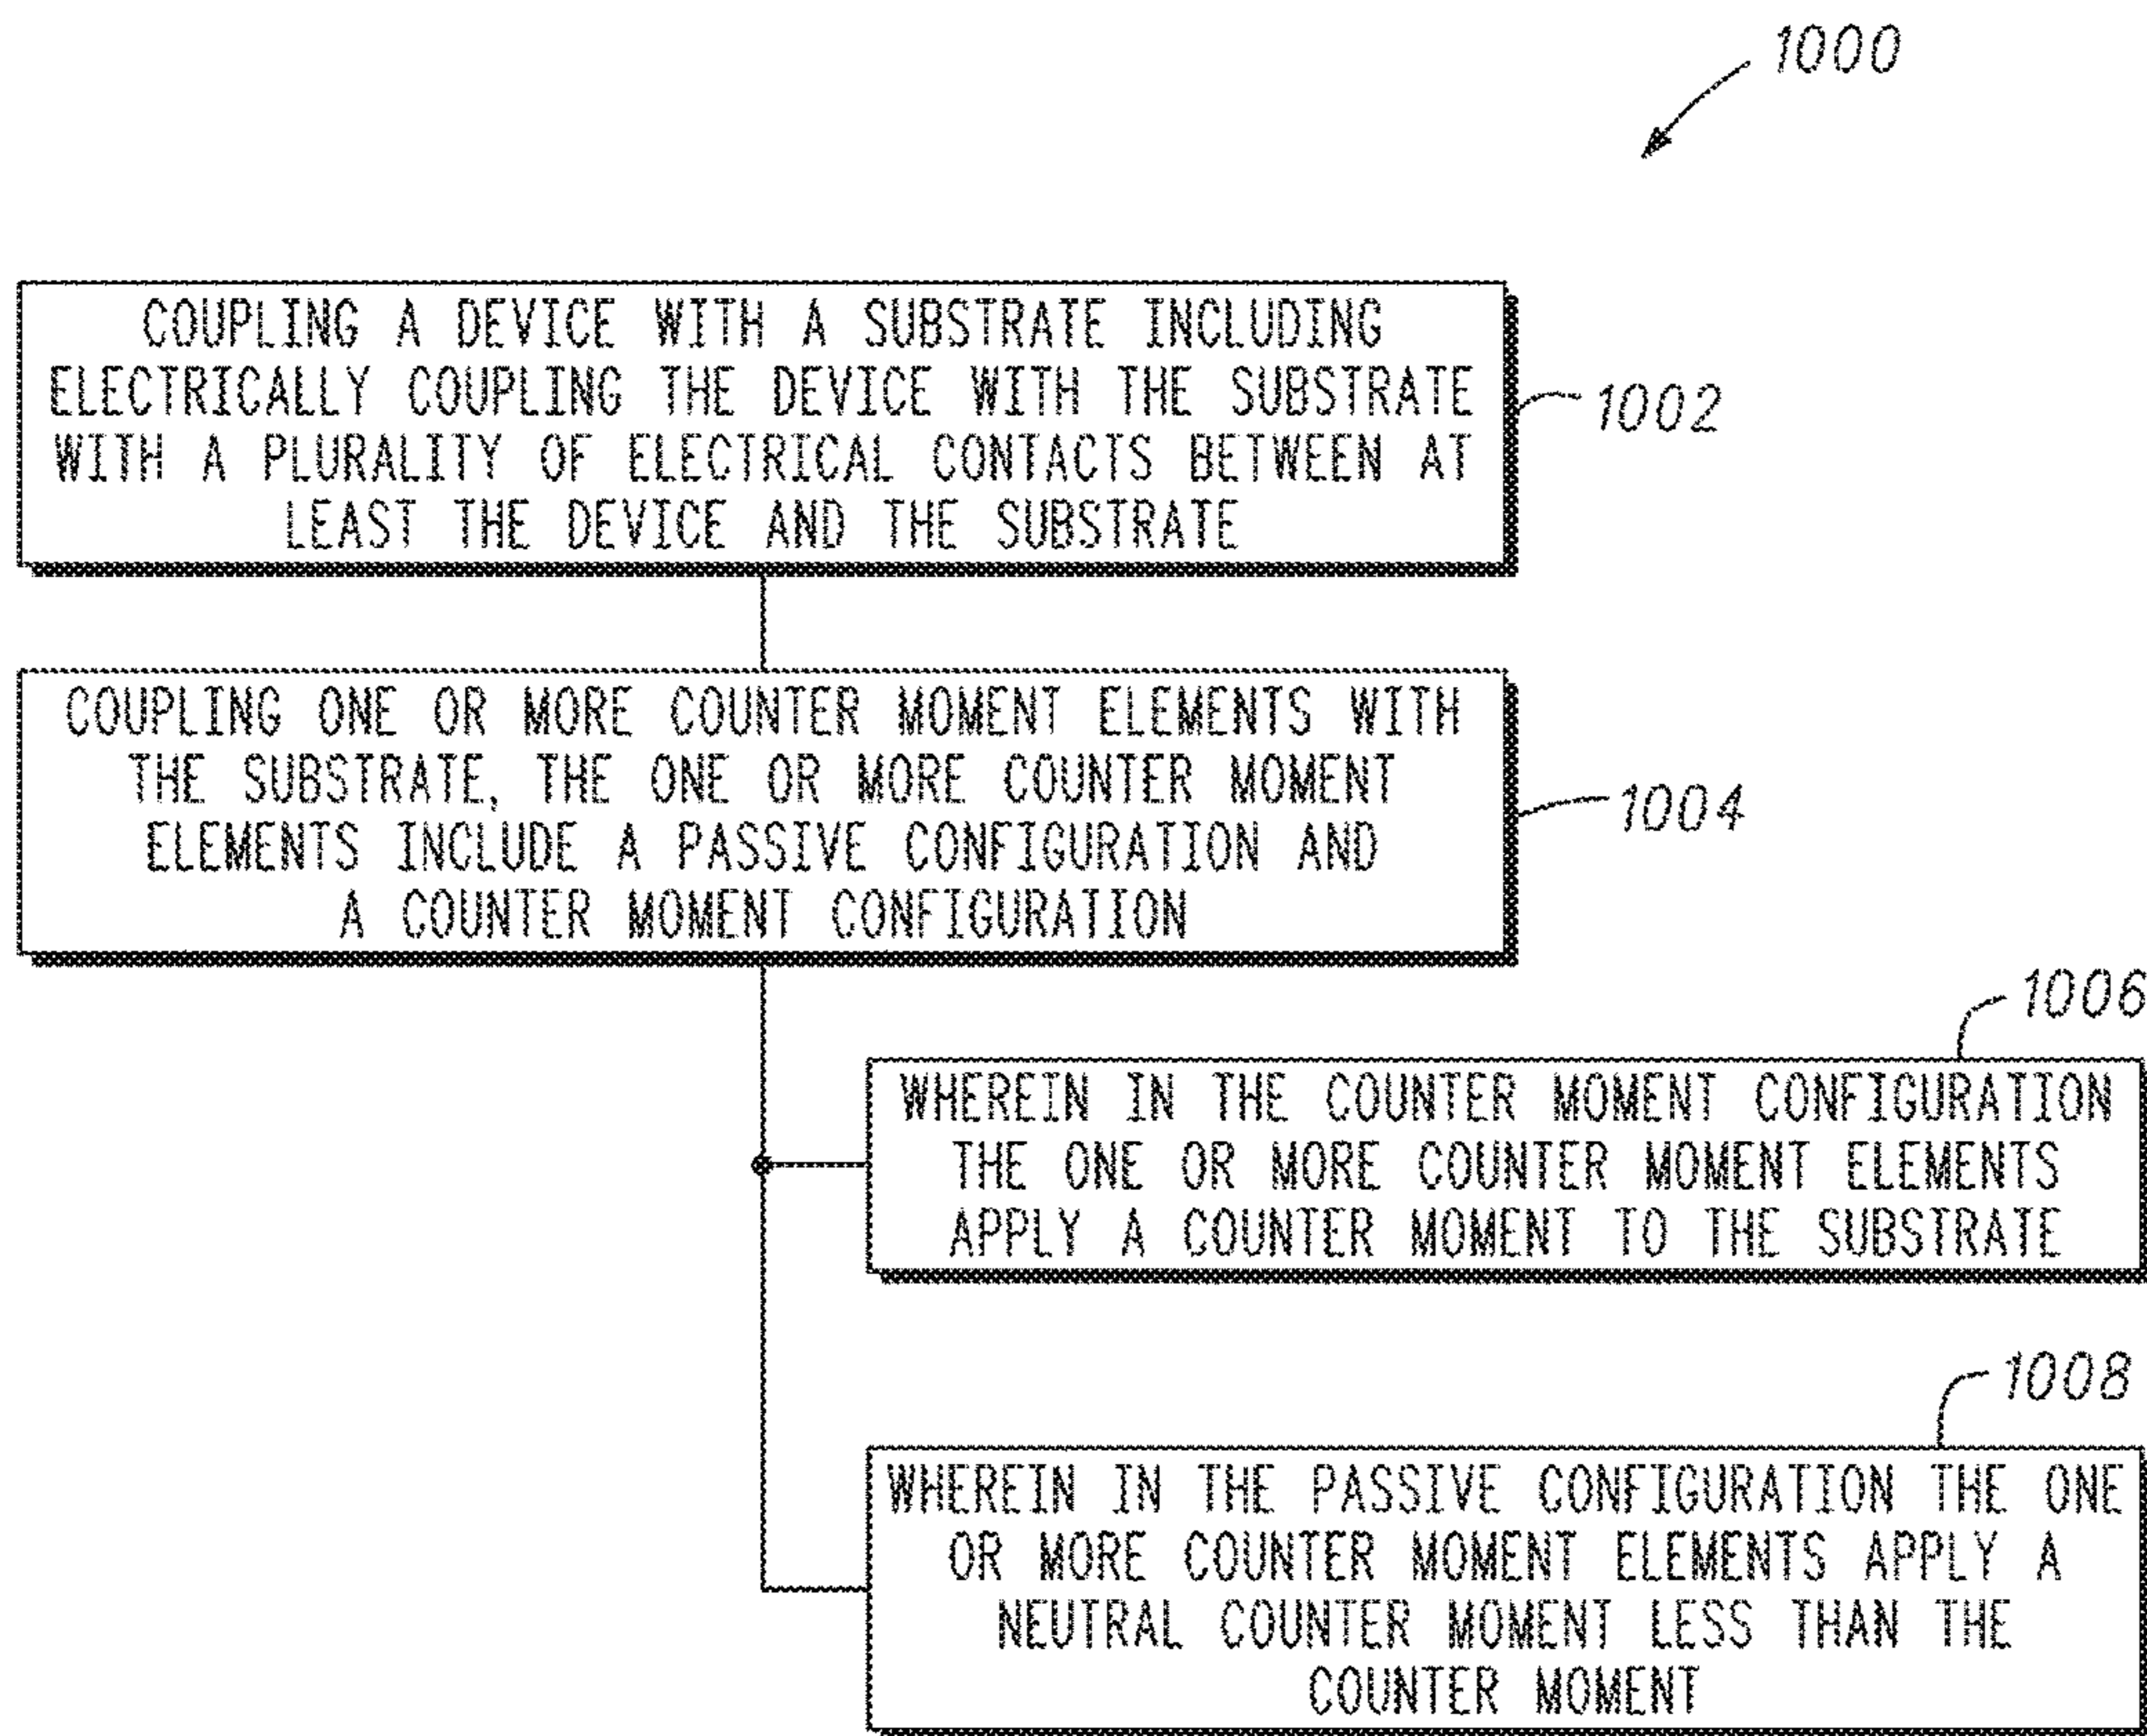 1000
COUPLING A DEVICE WITH A SUBSTRATE INCLUDING
ELECTRICALLY COUPLING THE DEVICE WITH THE SUBSTRATE
WITH A PLURALITY OF ELECTRICAL CONTACTS BETWEEN AT
LEAST THE DEVICE AND THE SUBSTRATE
1002
COUPLING ONE OR MORE COUNTER MOMENT ELEMENTS WITH
THE SUBSTRATE, THE ONE OR MORE COUNTER MOMENT
ELEMENTS INCLUDE A PASSIVE CONFIGURATION AND
A COUNTER MOMENT CONFIGURATION
1004
1006
WHEREIN IN THE COUNTER MOMENT CONFIGURATION
THE ONE OR MORE COUNTER MOMENT ELEMENTS
APPLY A COUNTER MOMENT TO THE SUBSTRATE
1008
WHEREIN IN THE PASSIVE CONFIGURATION THE ONE
OR MORE COUNTER MOMENT ELEMENTS APPLY A
NEUTRAL COUNTER MOMENT LESS THAN THE
COUNTER MOMENT